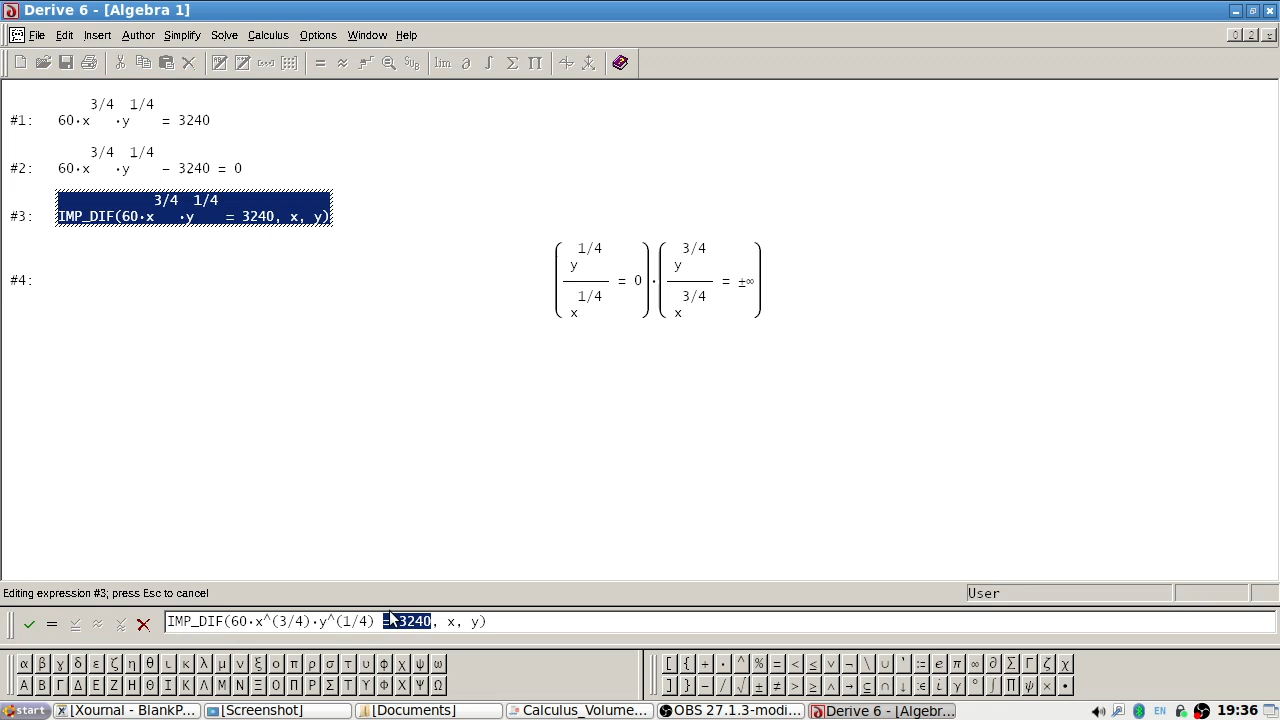 Derive 6 - [Algebra 1]
File Edit Insert Author Simplify Solve Calculus Options Window Help
= ≈ Sub lim ∂ ∫ ∑ ∏
3/4 1/4
#1: 60·x ·y = 3240
3/4 1/4
#2: 60·x ·y - 3240 = 0
3/4 1/4
#3: IMP_DIF(60·x ·y = 3240, x, y)
1/4 3/4
y y
#4: = 0 · = ±∞
1/4 3/4
x x
Editing expression #3; press Esc to cancel User
IMP_DIF(60·x^(3/4)·y^(1/4) = 3240, x, y)
α β γ δ ε ζ η θ ι κ λ μ ν ξ ο π ρ σ τ υ φ χ ψ ω [ { + · ^ % = < ≤ ∨ ¬ \ ∪ ' := e π ∞ ∂ ∑ Γ ζ χ
Α Β Γ Δ Ε Ζ Η Θ Ι Κ Λ Μ Ν Ξ Ο Π Ρ Σ Τ Υ Φ Χ Ψ Ω ] } - / √ ± ≠ > ≥ ∧ → ⊆ ∩ ↓ :∈ i γ ° ∫ ∏ ψ × •
start [Xournal - BlankP... [Screenshot] [Documents] Calculus_Volume... OBS 27.1.3-modi... Derive 6 - [Algebr... EN 19:36